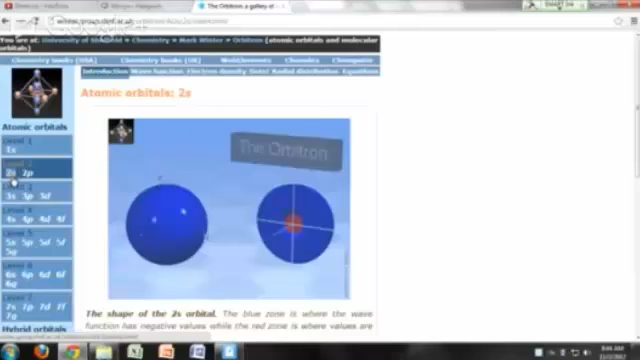 The Orbitron: a gallery of
You are at: University of Sheffield » Chemistry » Mark Winter » Orbitron (atomic orbitals and molecular
orbitals)
Chemistry books (USA) Chemistry books (UK) WebElements Chemdex
Introduction Wave function Electron density Dots! Radial distribution Equations
Atomic orbitals: 2s
Atomic orbitals
Level 1
1s
Level 2
2s 2p
Level 3
3s 3p 3d
Level 4
4s 4p 4d 4f
Level 5
5s 5p 5d 5f
5g
Level 6
6s 6p 6d 6f
6g
Level 7
7s 7p 7d 7f
7g
Hybrid orbitals
The Orbitron
The shape of the 2s orbital. The blue zone is where the wave
function has negative values while the red zone is where values are